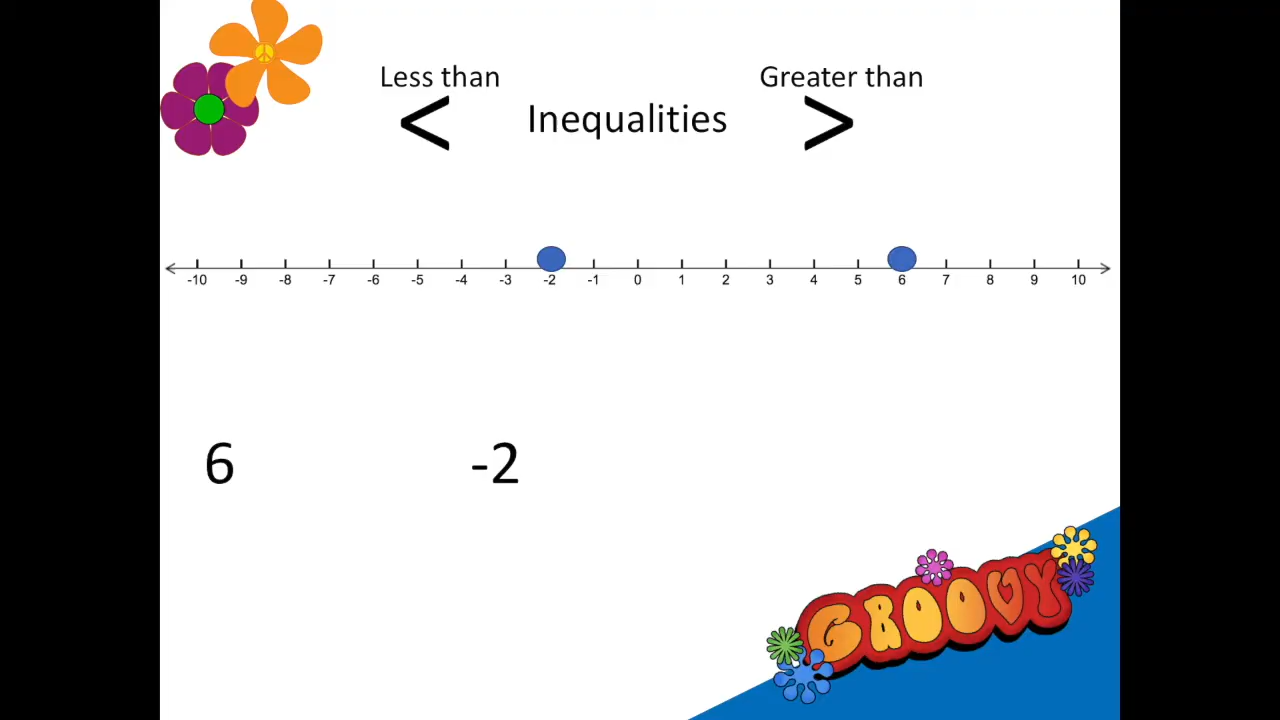 Less than
Greater than
< Inequalities >
-10 -9 -8 -7 -6 -5 -4 -3 -2 -1 0 1 2 3 4 5 6 7 8 9 10
6 -2
GROOVY